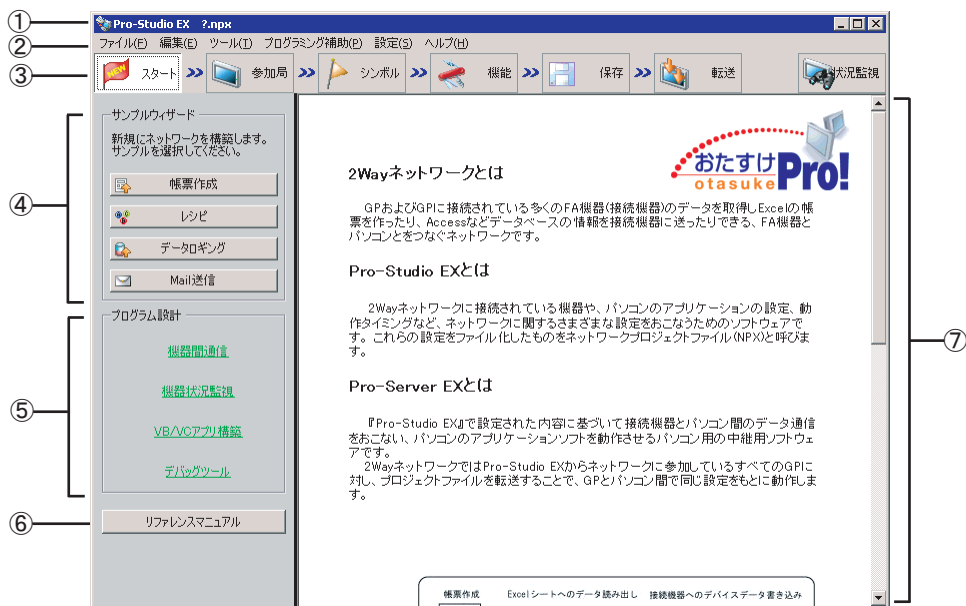 ① Pro-Studio EX ?.npx
② ファイル(F) 編集(E) ツール(T) プログラミング補助(P) 設定(S) ヘルプ(H)
③ NEW スタート 参加局 シンボル 機能 保存 転送 状況監視
④ サンプルウィザード
新規にネットワークを構築します。
サンプルを選択してください。
帳票作成
レシピ
データロギング
Mail送信
⑤ プログラム設計
機器間通信
機器状況監視
VB/VCアプリ構築
デバッグツール
⑥ リファレンスマニュアル
⑦
おたすけPro!
otasuke
2Wayネットワークとは
GPおよびGPに接続されている多くのFA機器(接続機器)のデータを取得しExcelの帳
票を作ったり、Accessなどデータベースの情報を接続機器に送ったりできる、FA機器と
パソコンとをつなぐネットワークです。
Pro-Studio EXとは
2Wayネットワークに接続されている機器や、パソコンのアプリケーションの設定、動
作タイミングなど、ネットワークに関するさまざまな設定をおこなうためのソフトウェアで
す。これらの設定をファイル化したものをネットワークプロジェクトファイル(NPX)と呼びま
す。
Pro-Server EXとは
『Pro-Studio EX』で設定された内容に基づいて接続機器とパソコン間のデータ通信
をおこない、パソコンのアプリケーションソフトを動作させるパソコン用の中継用ソフトウェ
アです。
2WayネットワークではPro-Studio EXからネットワークに参加しているすべてのGPに
対し、プロジェクトファイルを転送することで、GPとパソコン間で同じ設定をもとに動作しま
す。
帳票作成 Excelシートへのデータ読み出し 接続機器へのデバイスデータ書き込み